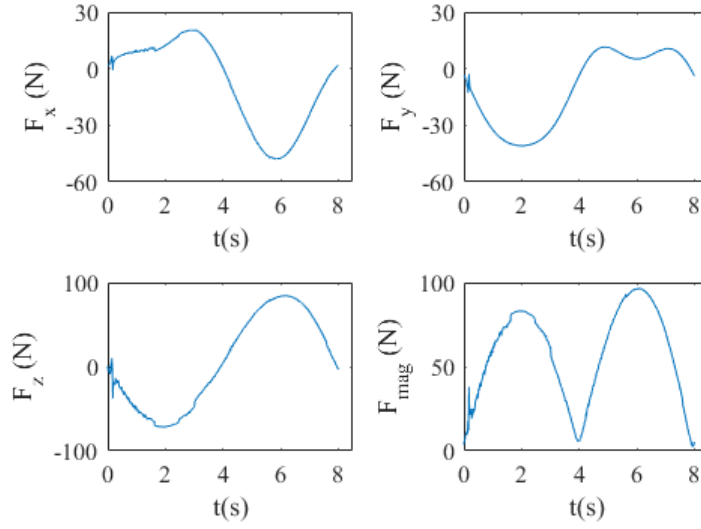 30
0
-30
-60
F_x (N)
0 2 4 6 8
t(s)
30
0
-30
-60
F_y (N)
0 2 4 6 8
t(s)
100
0
-100
F_z (N)
0 2 4 6 8
t(s)
100
50
0
F_mag (N)
0 2 4 6 8
t(s)